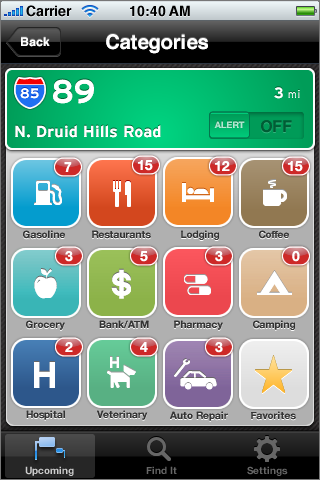 Carrier 10:40 AM
Back Categories
85 89 3 mi
N. Druid Hills Road ALERT OFF
7 15 12 15
Gasoline Restaurants Lodging Coffee
3 5 3 0
$
Grocery Bank/ATM Pharmacy Camping
2 4 3
H H
Hospital Veterinary Auto Repair Favorites
Upcoming Find It Settings